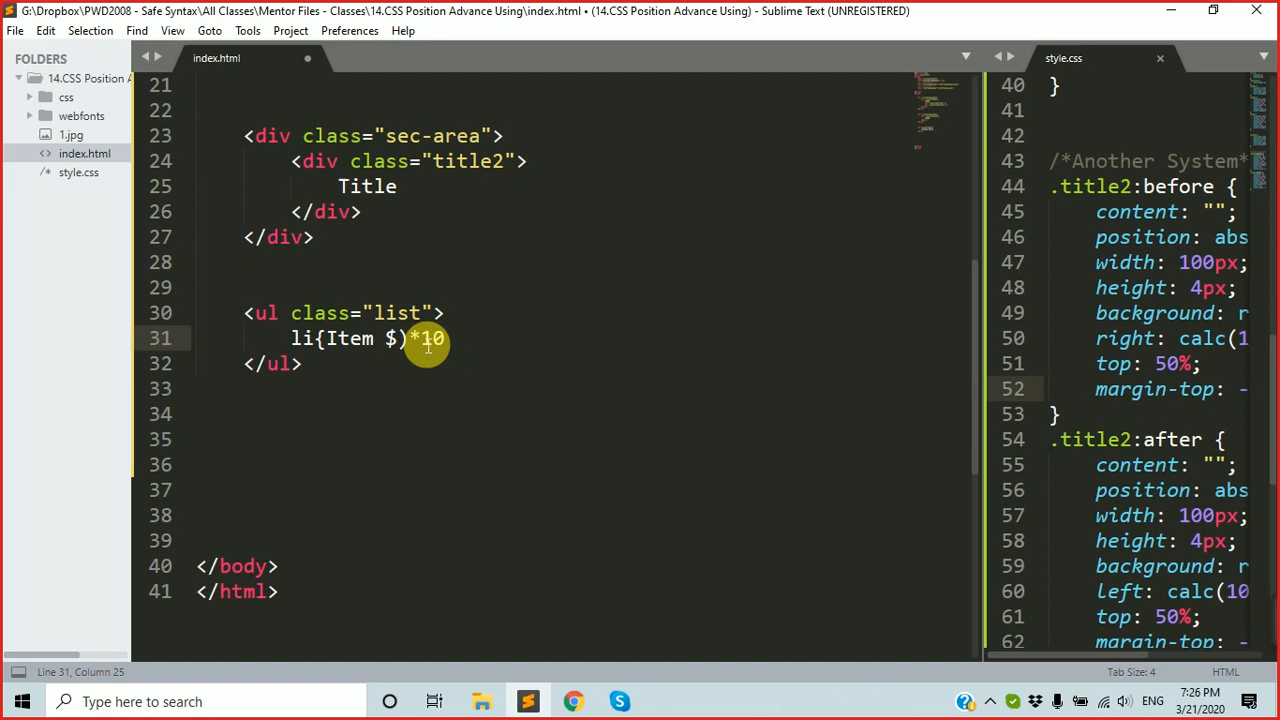 G:\Dropbox\PWD2008 - Safe Syntax\All Classes\Mentor Files - Classes\14.CSS Position Advance Using\index.html • (14.CSS Position Advance Using) - Sublime Text (UNREGISTERED)
File Edit Selection Find View Goto Tools Project Preferences Help
FOLDERS
14.CSS Position A
css
webfonts
1.jpg
index.html
style.css
index.html
21
22
23 <div class="sec-area">
24 <div class="title2">
25 Title
26 </div>
27 </div>
28
29
30 <ul class="list">
31 li{Item $)*10
32 </ul>
33
34
35
36
37
38
39
40 </body>
41 </html>
style.css
40 }
41
42
43 /*Another System*
44 .title2:before {
45 content: "";
46 position: abs
47 width: 100px;
48 height: 4px;
49 background: r
50 right: calc(1
51 top: 50%;
52 margin-top: -
53 }
54 .title2:after {
55 content: "";
56 position: abs
57 width: 100px;
58 height: 4px;
59 background: r
60 left: calc(10
61 top: 50%;
62 margin-top: -
Line 31, Column 25
Tab Size: 4
HTML
Type here to search
ENG
7:26 PM
3/21/2020